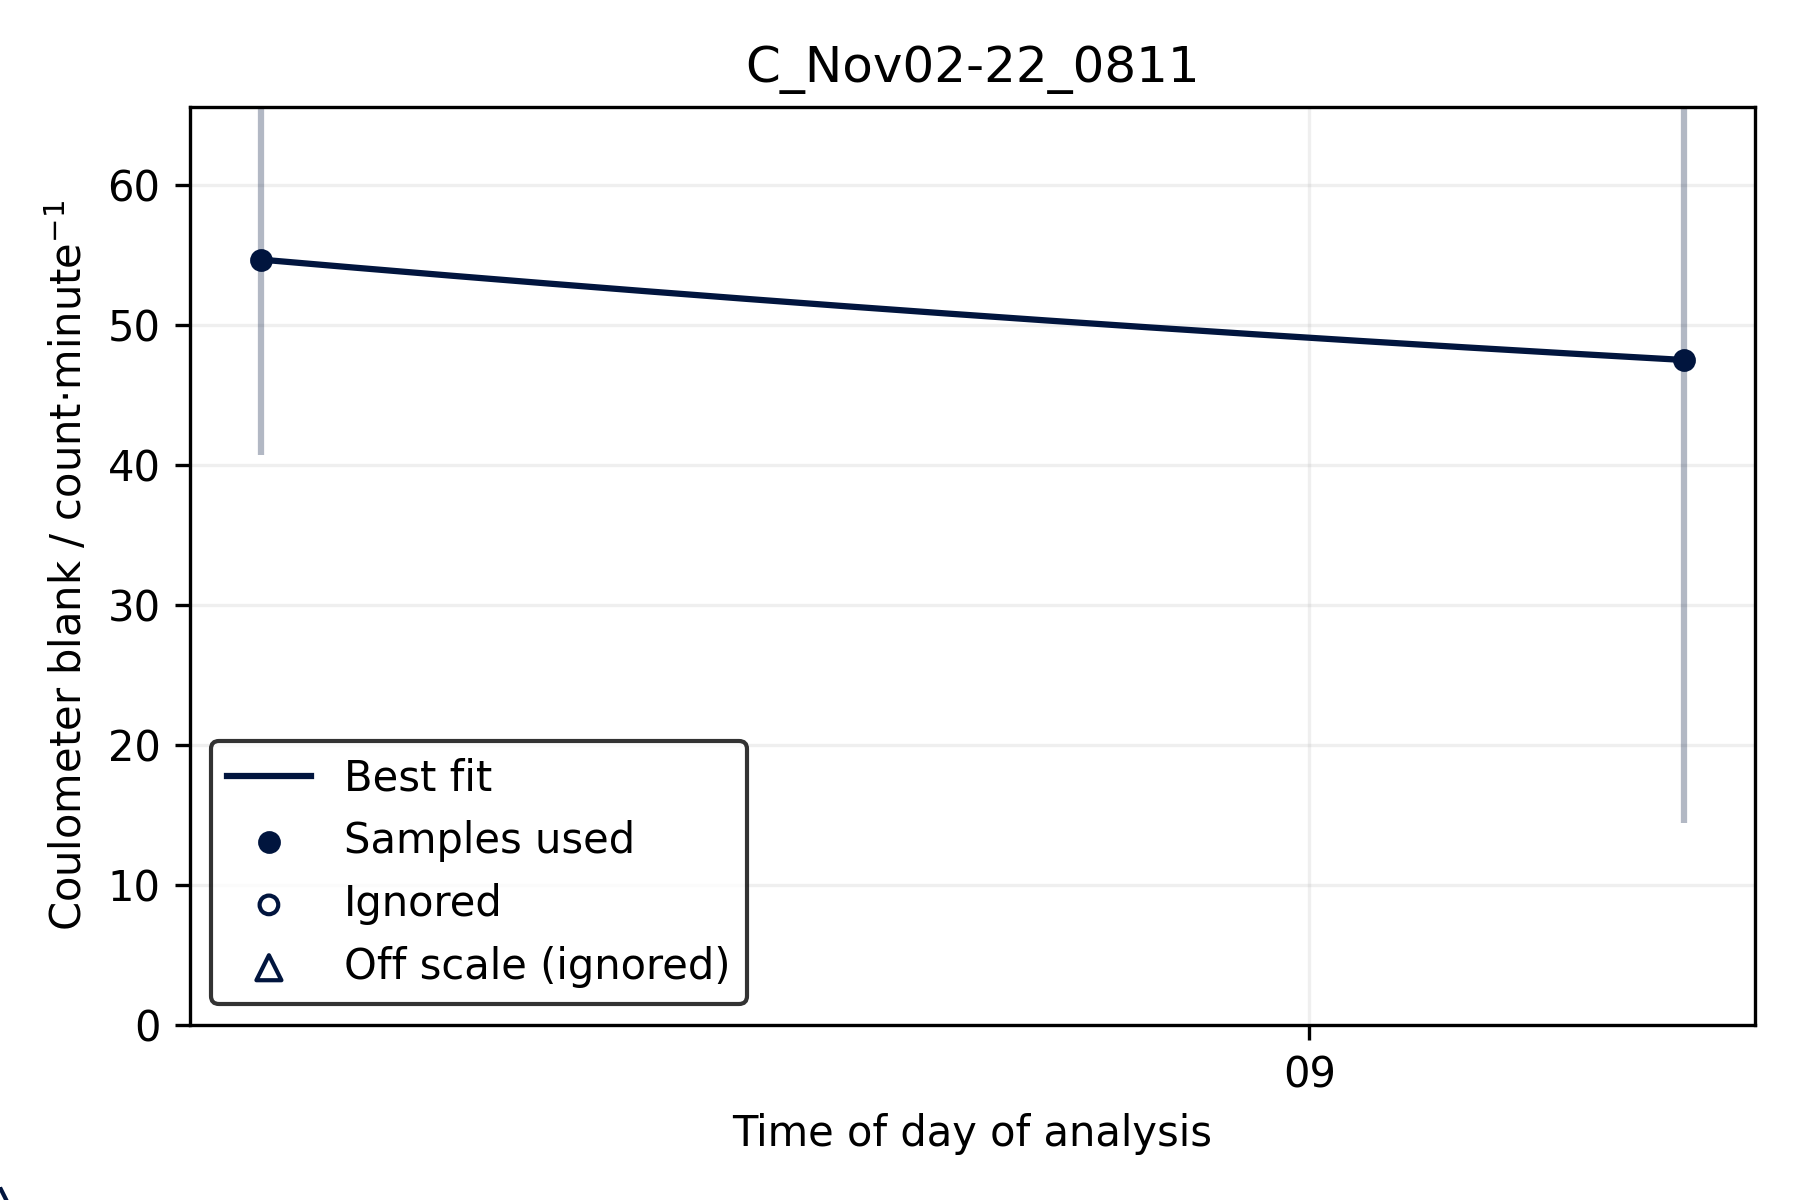 C_Nov02-22_0811
Coulometer blank / count·minute⁻¹
60
50
40
30
20
10
0
Best fit
Samples used
Ignored
Off scale (ignored)
09
Time of day of analysis